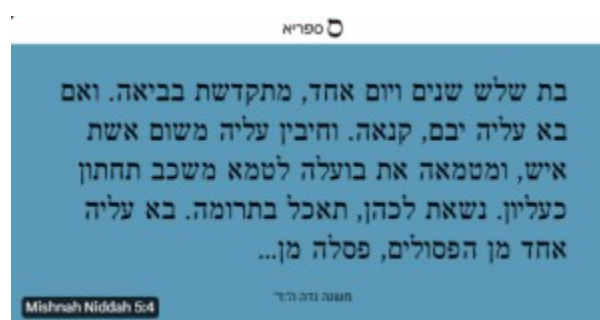 ספריא
בת שלש שנים ויום אחד, מתקדשת בביאה. ואם
בא עליה יבם, קנאה. וחיבין עליה משום אשת
איש, ומטמאה את בועלה לטמא משכב תחתון
כעליון. נשאת לכהן, תאכל בתרומה. בא עליה
אחד מן הפסולים, פסלה מן...
משנה נדה ה׳:ד׳
Mishnah Niddah 5:4